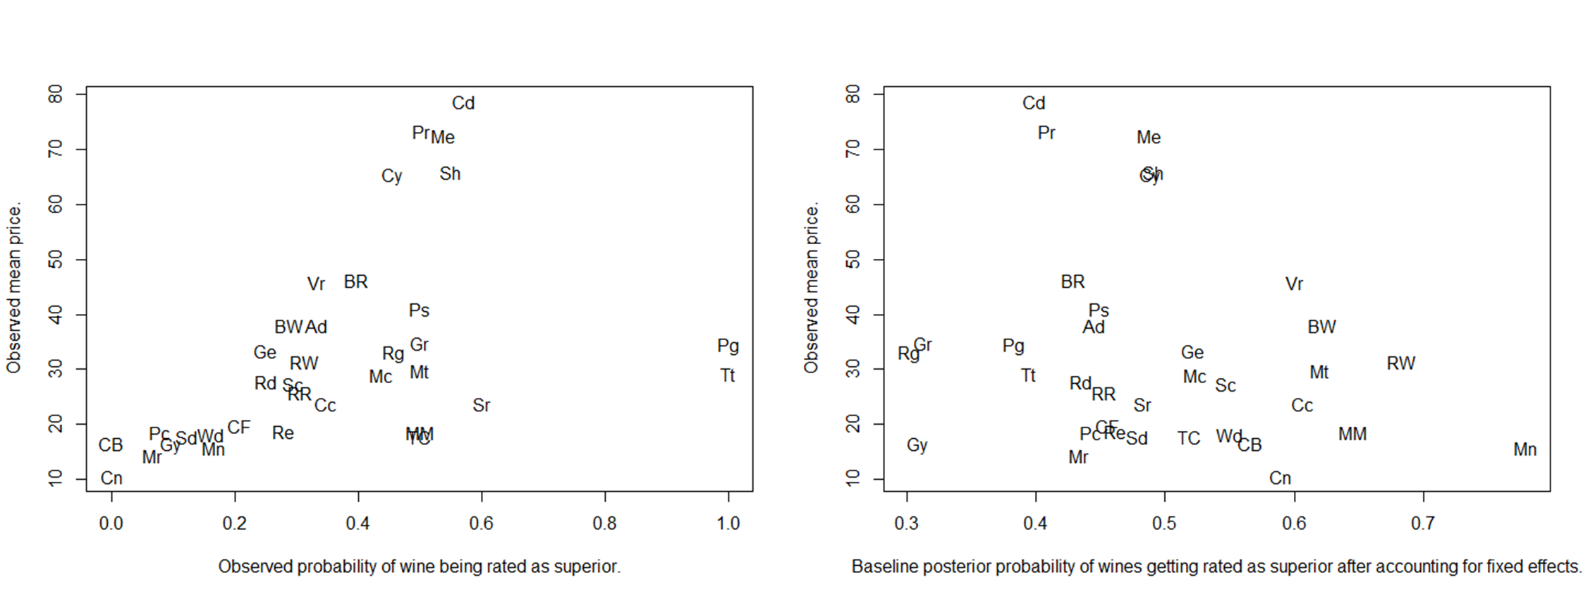 80
70
60
50
40
30
20
10
Observed mean price.
Cd
Pr Me
Cy Sh
Vr BR
Ps
BW Ad
Ge Rg Gr Pg
RW
Rd Sc Mc Mt Tt
RR
Cc Sr
CB Pc Sd Wd CF Re MM
Gy TC
Mr Mn
Cn
0.0 0.2 0.4 0.6 0.8 1.0
Observed probability of wine being rated as superior.
80
70
60
50
40
30
20
10
Observed mean price.
Cd
Pr Me
Cy Sh
BR Vr
Ps
Ad BW
Rg Gr Pg Ge RW
Tt Rd Mc Sc Mt
RR
Sr Cc
Gy Pc CF Re Sd TC Wd CB MM Mn
Mr
Cn
0.3 0.4 0.5 0.6 0.7
Baseline posterior probability of wines getting rated as superior after accounting for fixed effects.